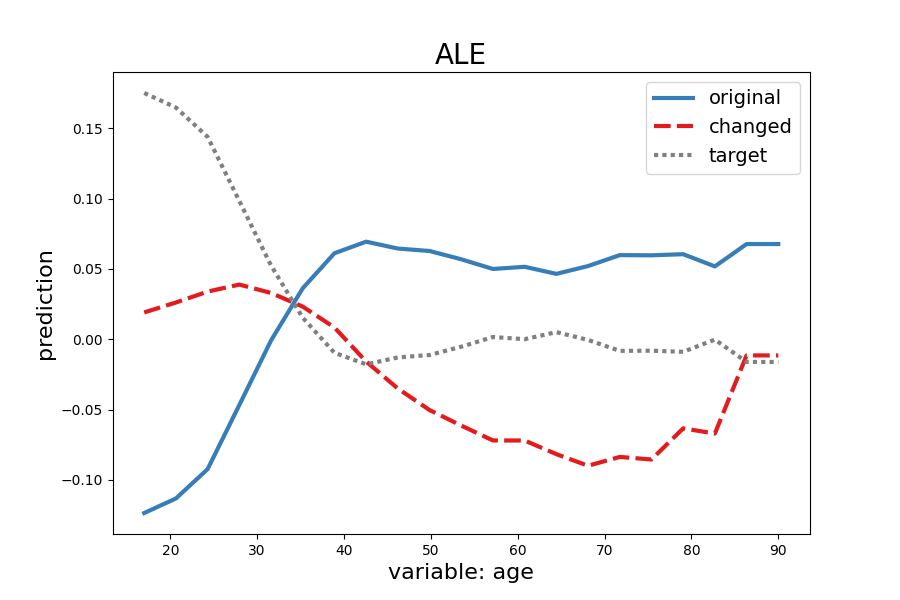 ALE
original
changed
target
0.15
0.10
0.05
0.00
−0.05
−0.10
prediction
20 30 40 50 60 70 80 90
variable: age